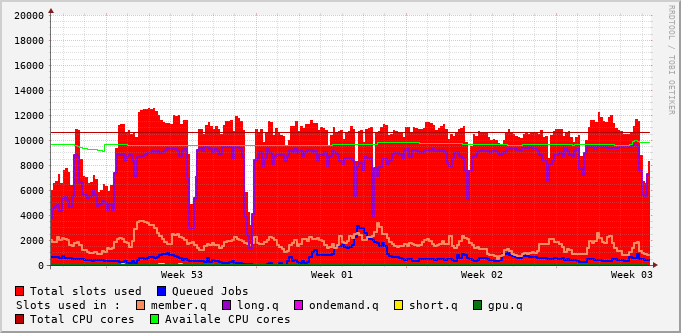 20000
18000
16000
14000
12000
10000
8000
6000
4000
2000
0
Week 53 Week 01 Week 02 Week 03
Total slots used Queued Jobs
Slots used in : member.q long.q ondemand.q short.q gpu.q
Total CPU cores Availale CPU cores
RRDTOOL / TOBI OETIKER